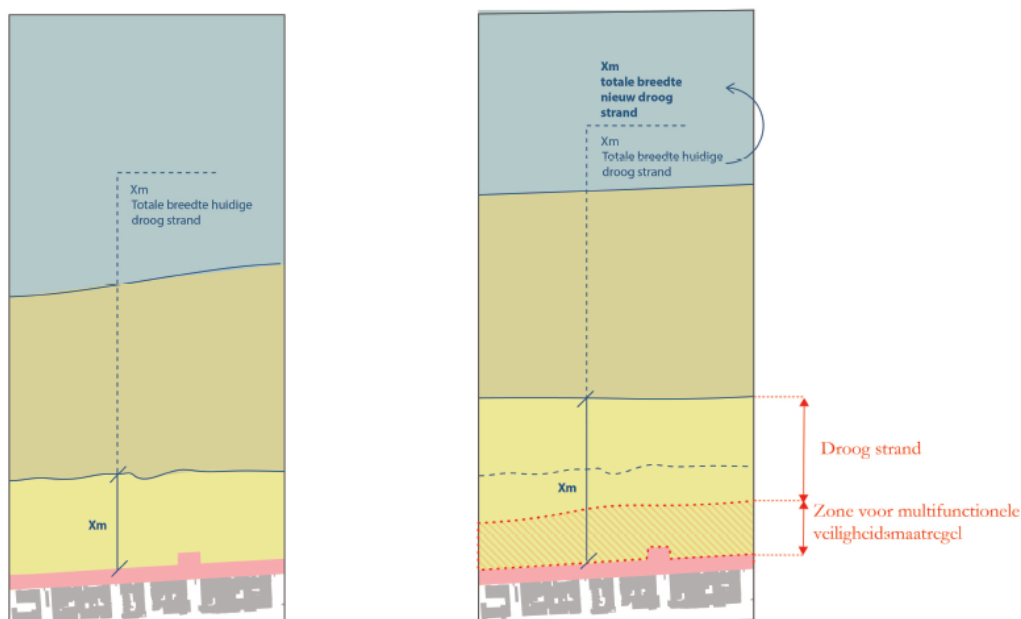 Xm
Totale breedte huidige
droog strand
Xm
Xm
totale breedte
nieuw droog
strand
Xm
Totale breedte huidige
droog strand
Xm
Droog strand
Zone voor multifunctionele
veiligheidsmaatregel